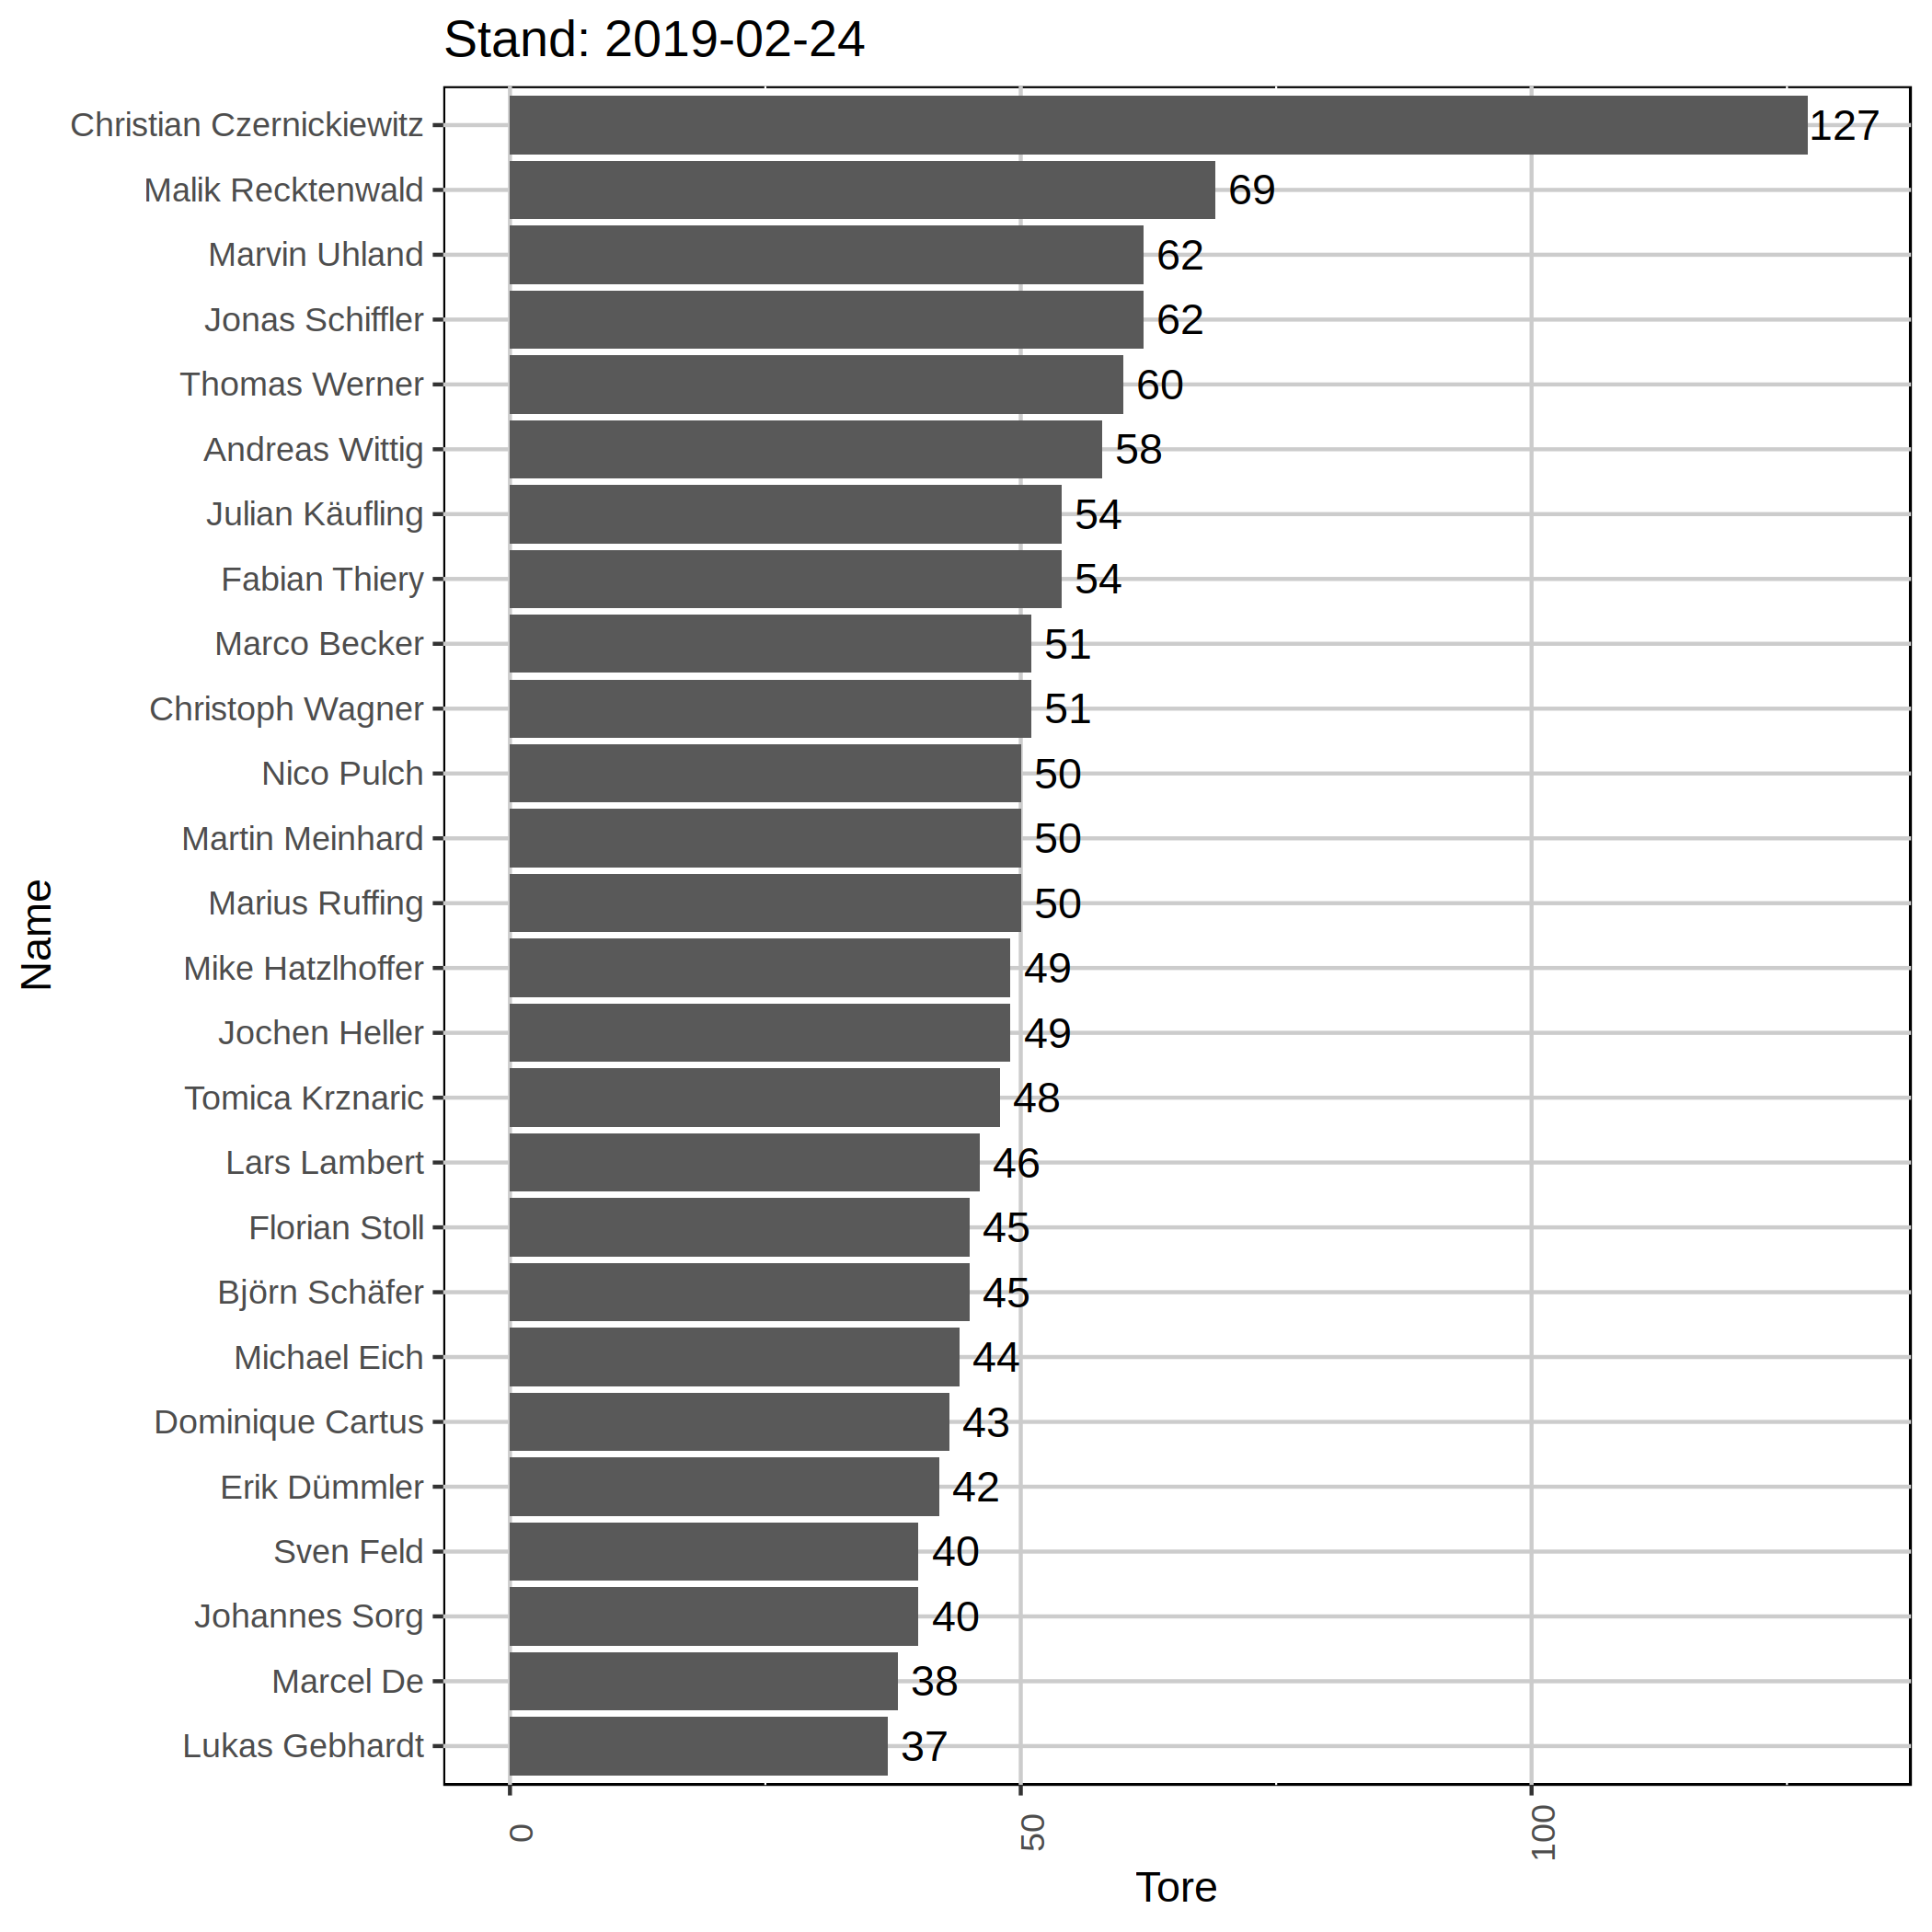 Stand: 2019-02-24
Christian Czernickiewitz 127
Malik Recktenwald 69
Marvin Uhland 62
Jonas Schiffler 62
Thomas Werner 60
Andreas Wittig 58
Julian Käufling 54
Fabian Thiery 54
Marco Becker 51
Christoph Wagner 51
Nico Pulch 50
Martin Meinhard 50
Marius Ruffing 50
Mike Hatzlhoffer 49
Jochen Heller 49
Tomica Krznaric 48
Lars Lambert 46
Florian Stoll 45
Björn Schäfer 45
Michael Eich 44
Dominique Cartus 43
Erik Dümmler 42
Sven Feld 40
Johannes Sorg 40
Marcel De 38
Lukas Gebhardt 37
Name
0 50 100
Tore